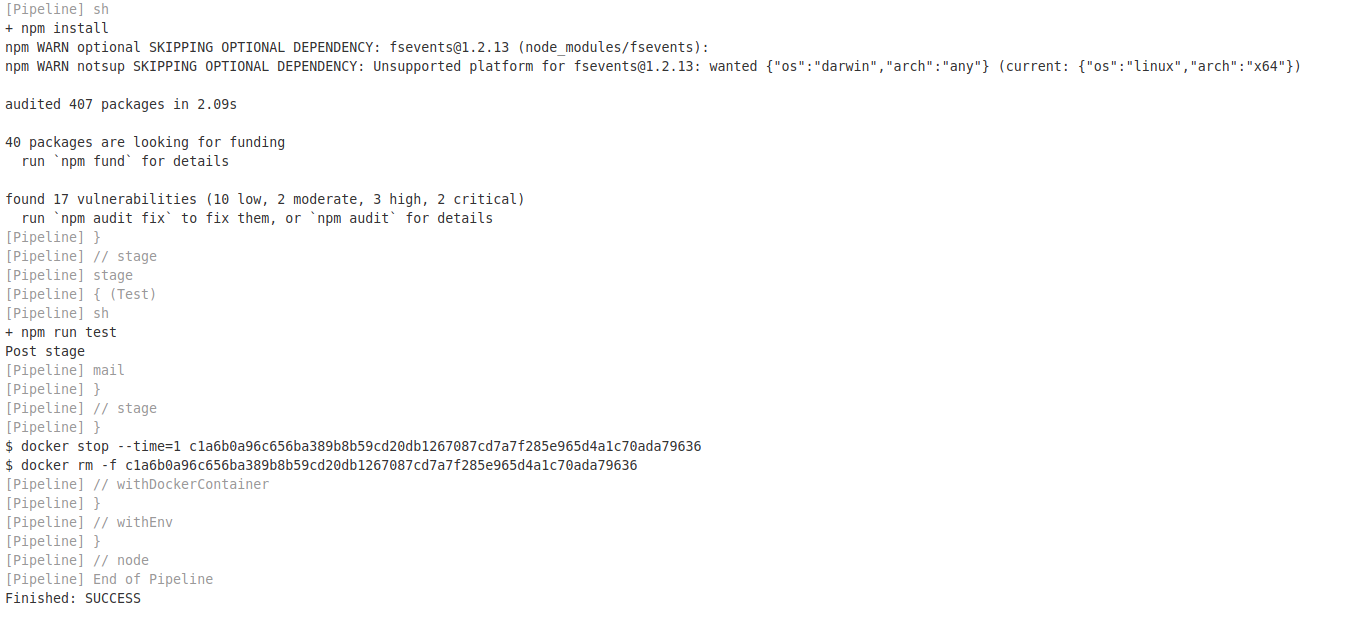 [Pipeline] sh
+ npm install
npm WARN optional SKIPPING OPTIONAL DEPENDENCY: fsevents@1.2.13 (node_modules/fsevents):
npm WARN notsup SKIPPING OPTIONAL DEPENDENCY: Unsupported platform for fsevents@1.2.13: wanted {"os":"darwin","arch":"any"} (current: {"os":"linux","arch":"x64"})
audited 407 packages in 2.09s
40 packages are looking for funding
run `npm fund` for details
found 17 vulnerabilities (10 low, 2 moderate, 3 high, 2 critical)
run `npm audit fix` to fix them, or `npm audit` for details
[Pipeline] }
[Pipeline] // stage
[Pipeline] stage
[Pipeline] { (Test)
[Pipeline] sh
+ npm run test
Post stage
[Pipeline] mail
[Pipeline] }
[Pipeline] // stage
[Pipeline] }
$ docker stop --time=1 c1a6b0a96c656ba389b8b59cd20db1267087cd7a7f285e965d4a1c70ada79636
$ docker rm -f c1a6b0a96c656ba389b8b59cd20db1267087cd7a7f285e965d4a1c70ada79636
[Pipeline] // withDockerContainer
[Pipeline] }
[Pipeline] // withEnv
[Pipeline] }
[Pipeline] // node
[Pipeline] End of Pipeline
Finished: SUCCESS